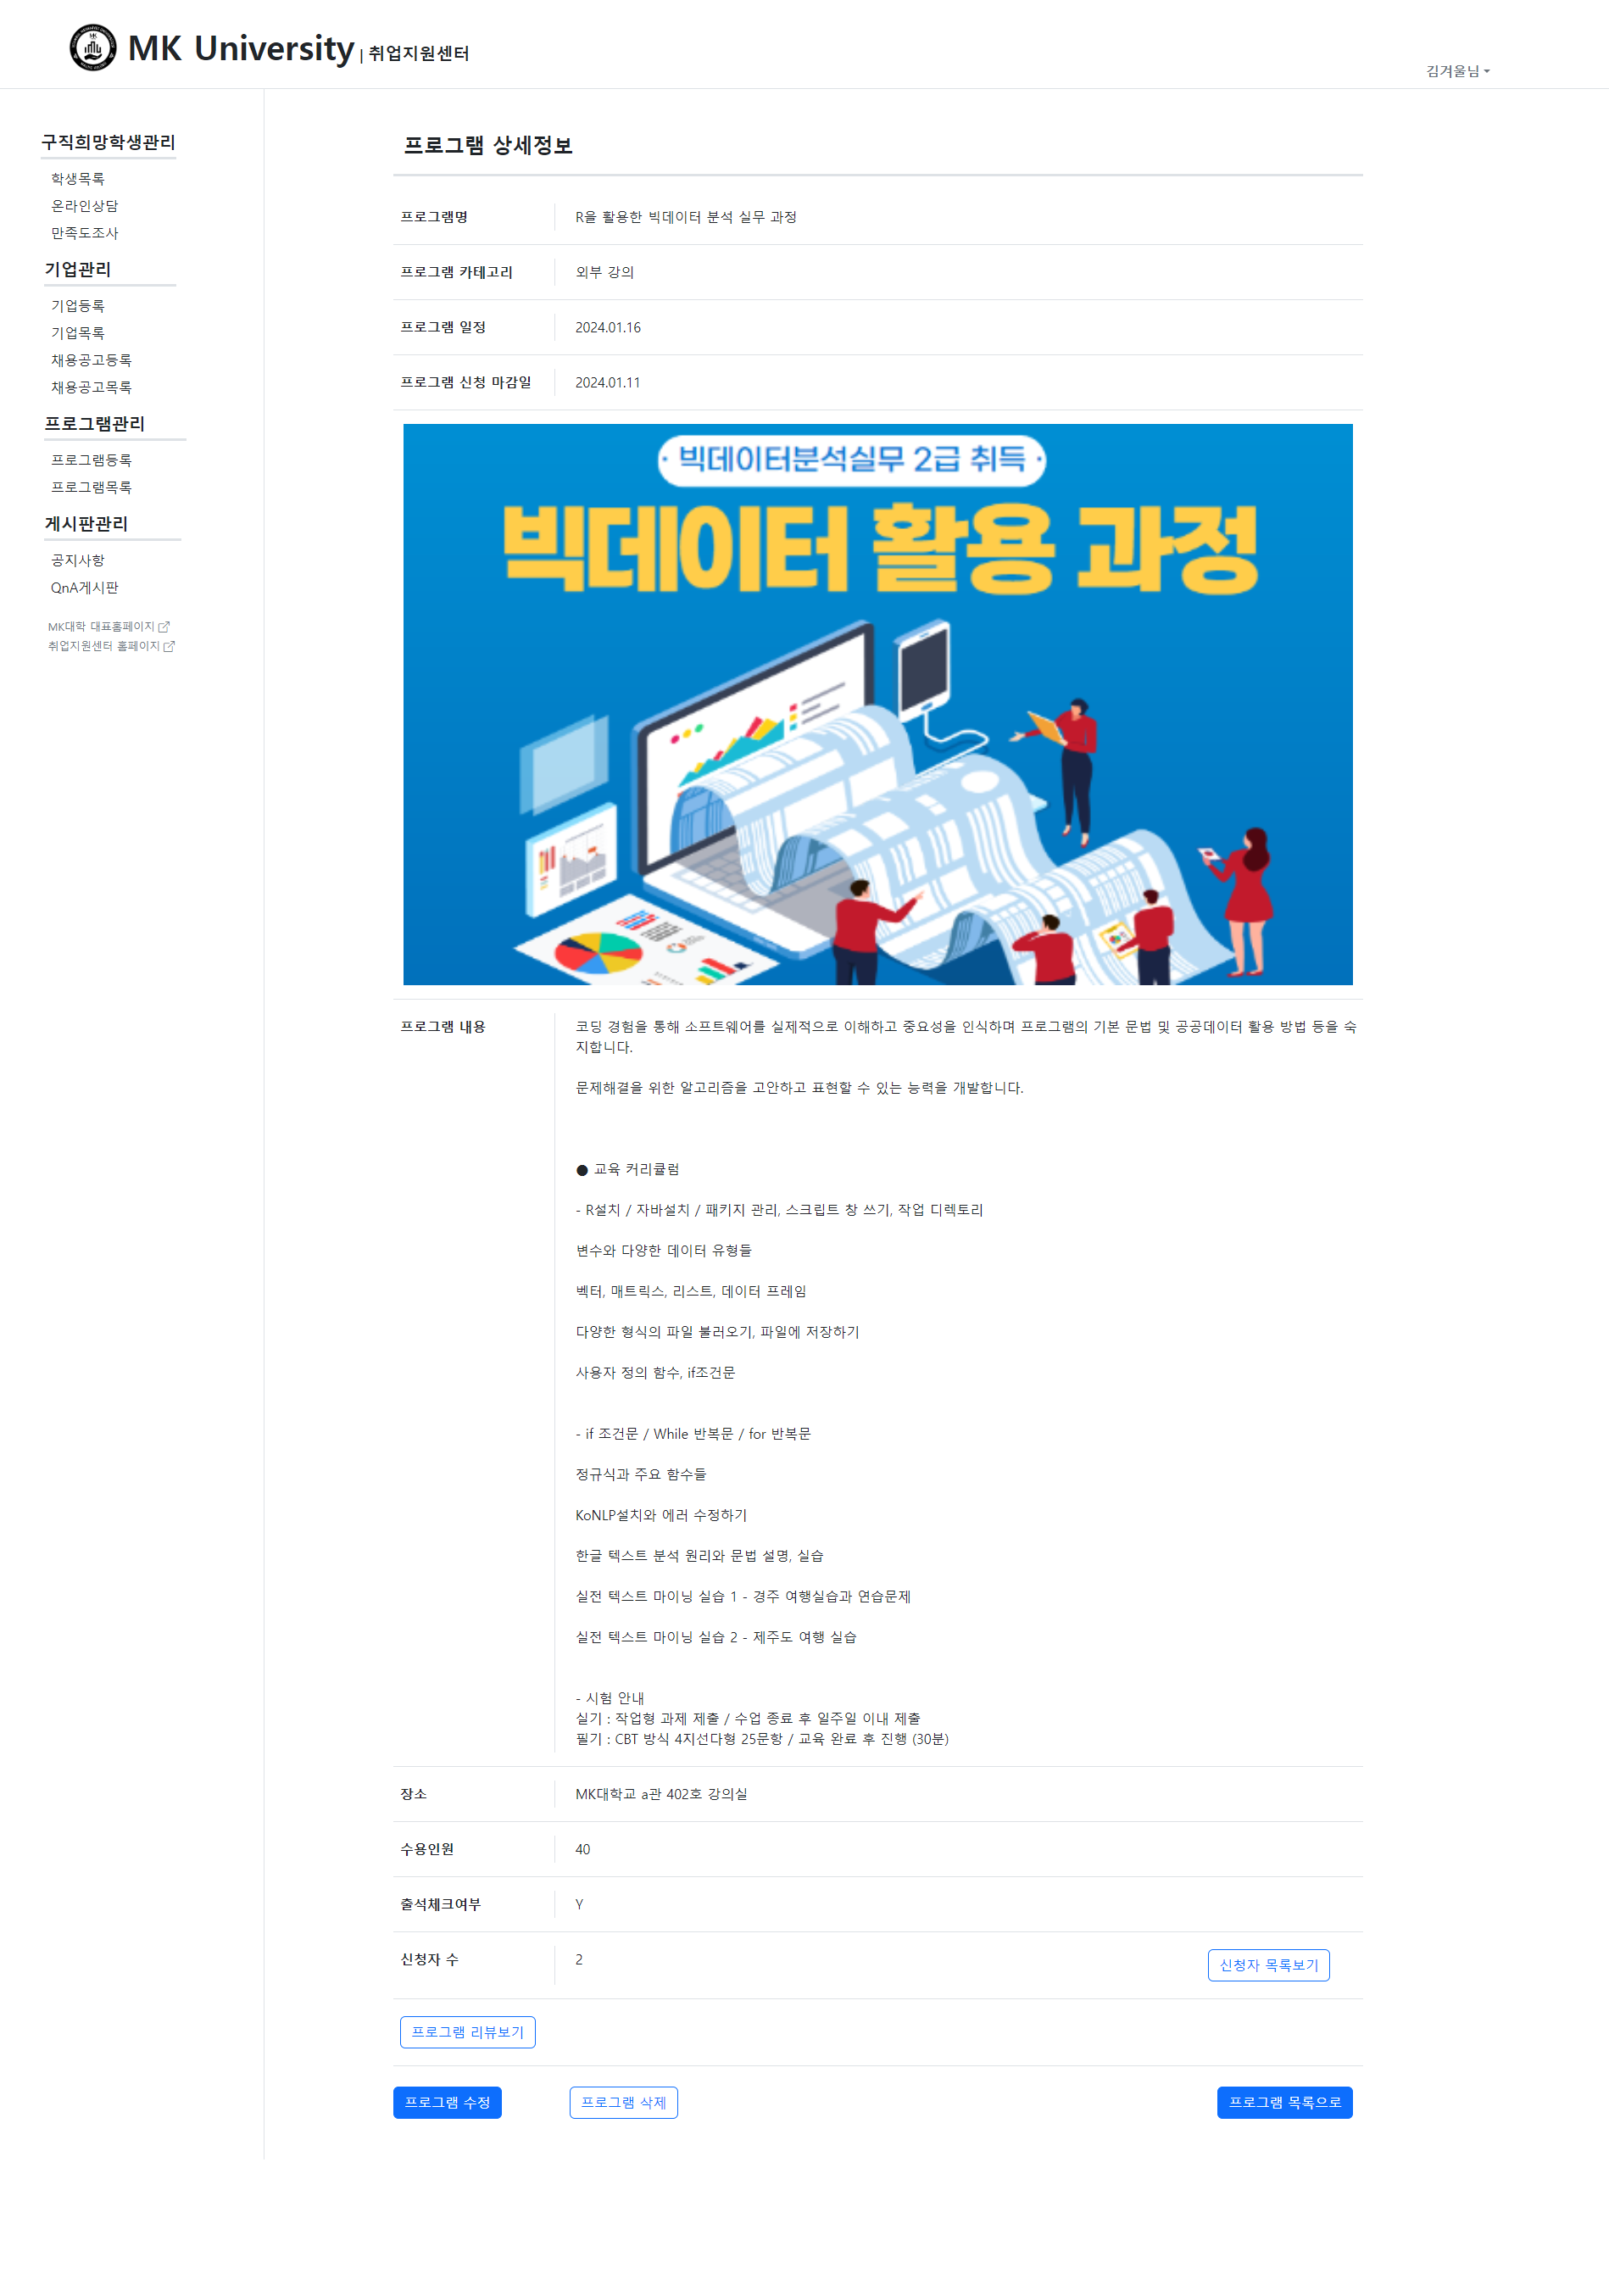 MK University | 취업지원센터
김겨울님
구직희망학생관리
학생목록
온라인상담
만족도조사
기업관리
기업등록
기업목록
채용공고등록
채용공고목록
프로그램관리
프로그램등록
프로그램목록
게시판관리
공지사항
QnA게시판
MK대학 대표홈페이지
취업지원센터 홈페이지
프로그램 상세정보
프로그램명 R을 활용한 빅데이터 분석 실무 과정
프로그램 카테고리 외부 강의
프로그램 일정 2024.01.16
프로그램 신청 마감일 2024.01.11
· 빅데이터분석실무 2급 취득 ·
빅데이터 활용 과정
프로그램 내용 코딩 경험을 통해 소프트웨어를 실제적으로 이해하고 중요성을 인식하며 프로그램의 기본 문법 및 공공데이터 활용 방법 등을 숙
지합니다.
문제해결을 위한 알고리즘을 고안하고 표현할 수 있는 능력을 개발합니다.
● 교육 커리큘럼
- R설치 / 자바설치 / 패키지 관리, 스크립트 창 쓰기, 작업 디렉토리
변수와 다양한 데이터 유형들
벡터, 매트릭스, 리스트, 데이터 프레임
다양한 형식의 파일 불러오기, 파일에 저장하기
사용자 정의 함수, if조건문
- if 조건문 / While 반복문 / for 반복문
정규식과 주요 함수들
KoNLP설치와 에러 수정하기
한글 텍스트 분석 원리와 문법 설명, 실습
실전 텍스트 마이닝 실습 1 - 경주 여행실습과 연습문제
실전 텍스트 마이닝 실습 2 - 제주도 여행 실습
- 시험 안내
실기 : 작업형 과제 제출 / 수업 종료 후 일주일 이내 제출
필기 : CBT 방식 4지선다형 25문항 / 교육 완료 후 진행 (30분)
장소 MK대학교 a관 402호 강의실
수용인원 40
출석체크여부 Y
신청자 수 2 신청자 목록보기
프로그램 리뷰보기
프로그램 수정 프로그램 삭제 프로그램 목록으로